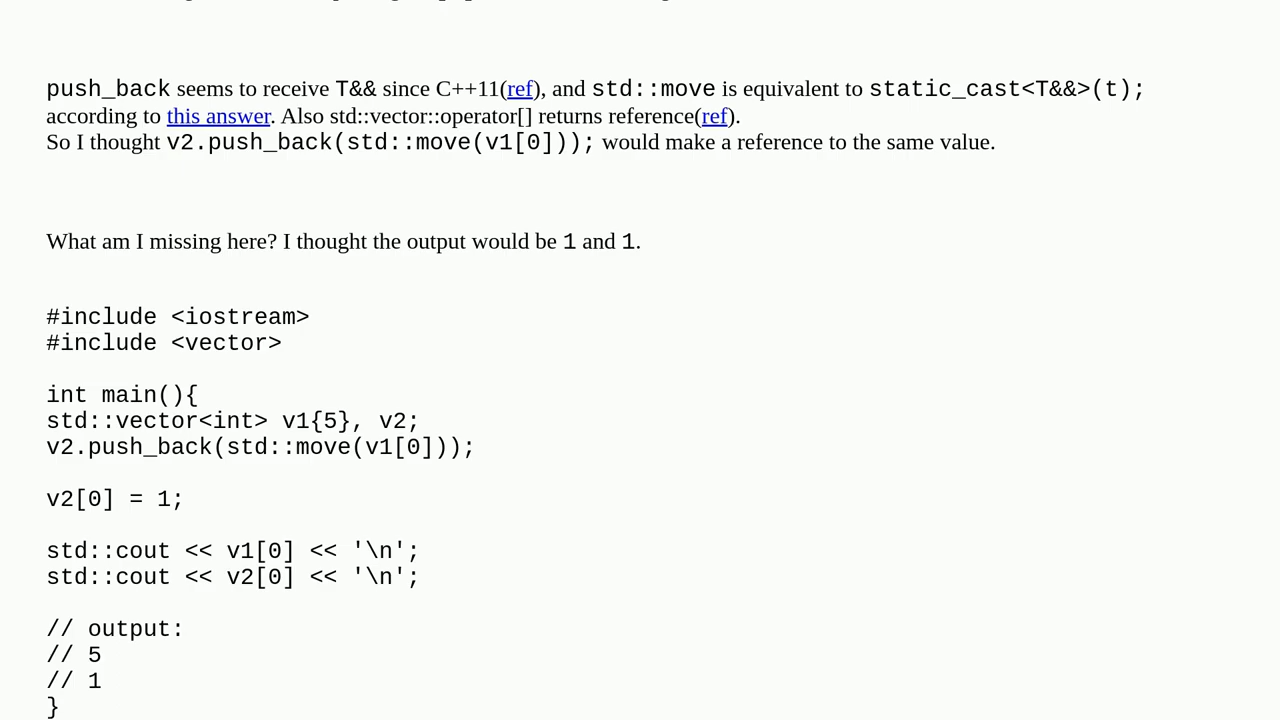 push_back seems to receive T&& since C++11(ref), and std::move is equivalent to static_cast<T&&>(t);
according to this answer. Also std::vector::operator[] returns reference(ref).
So I thought v2.push_back(std::move(v1[0])); would make a reference to the same value.
What am I missing here? I thought the output would be 1 and 1.
#include <iostream>
#include <vector>
int main(){
std::vector<int> v1{5}, v2;
v2.push_back(std::move(v1[0]));
v2[0] = 1;
std::cout << v1[0] << '\n';
std::cout << v2[0] << '\n';
// output:
// 5
// 1
}